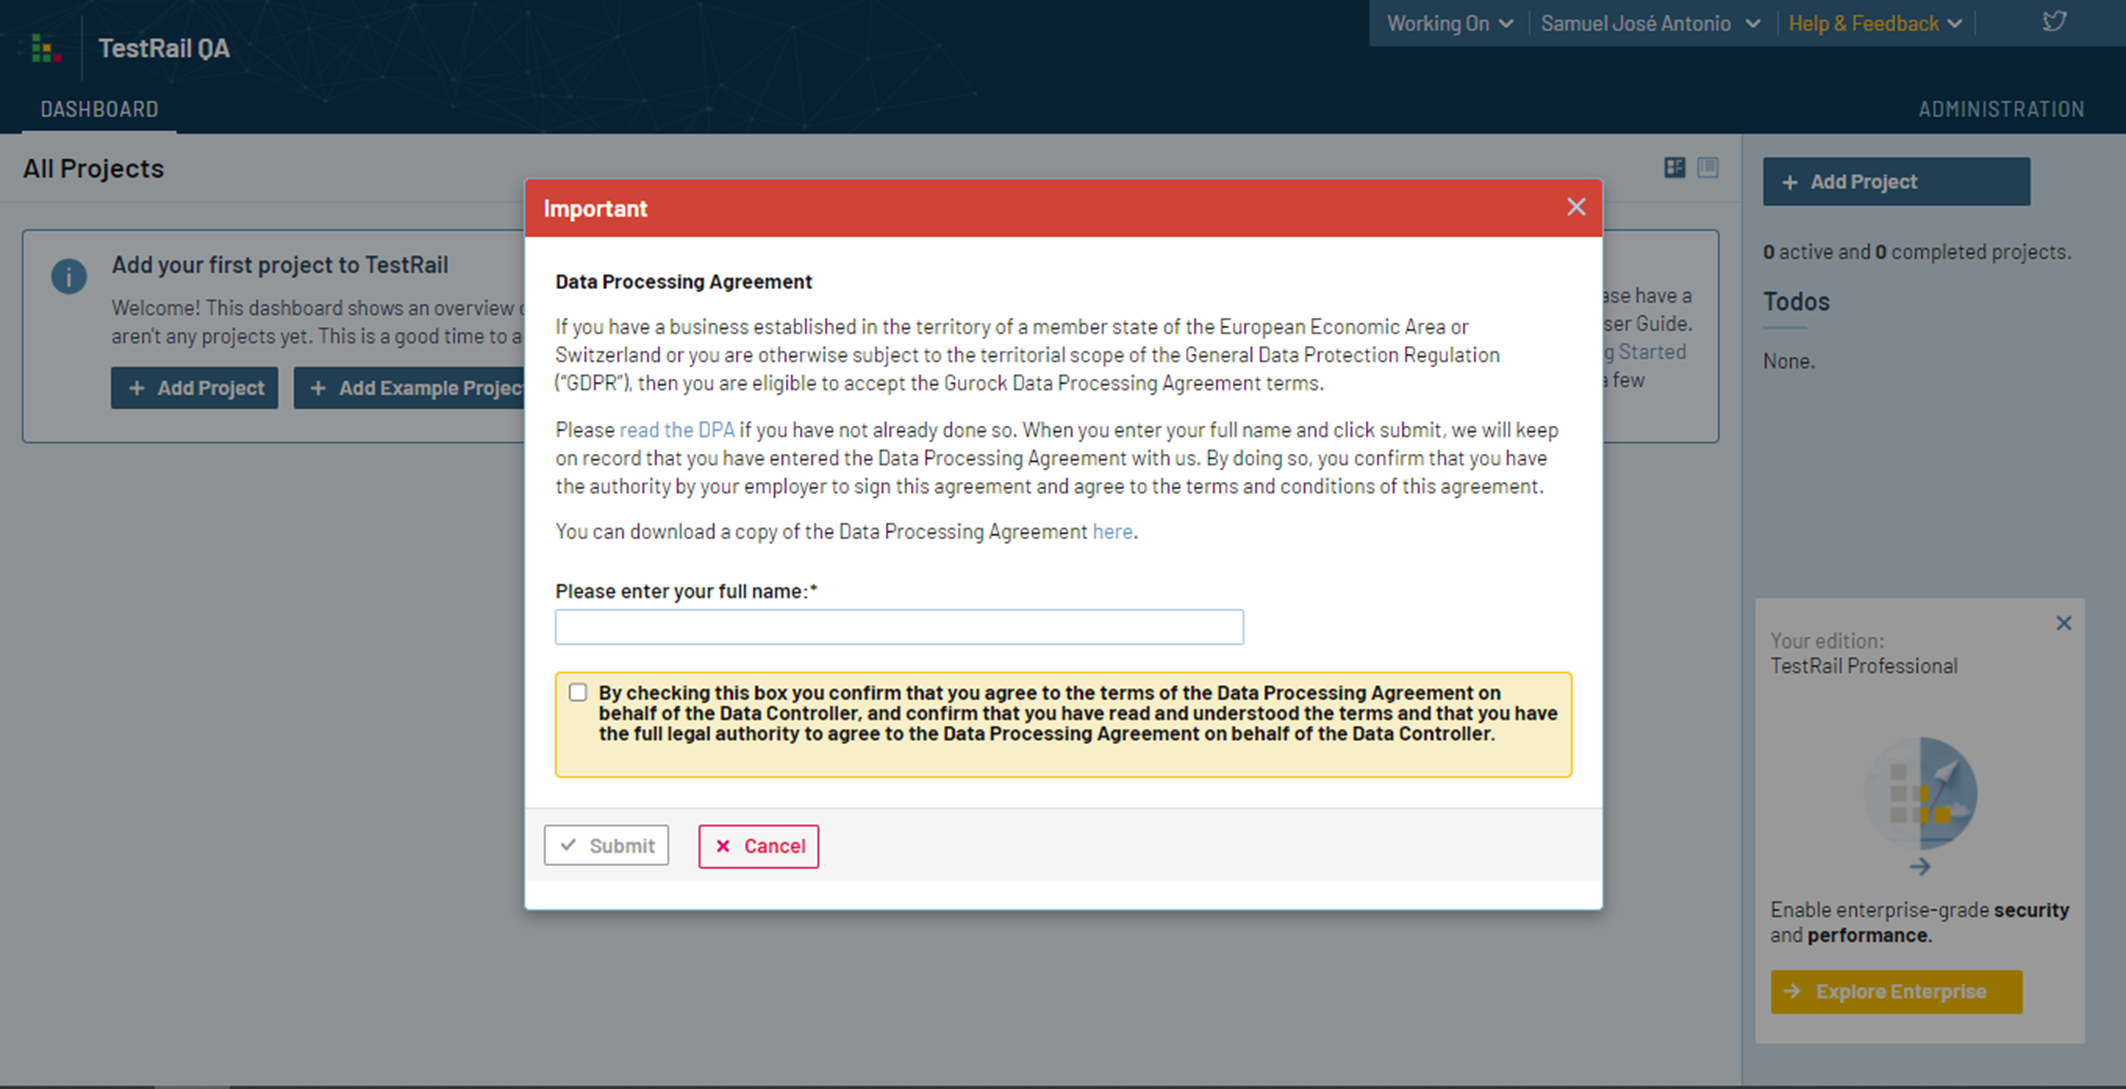 TestRail QA
Working On
Samuel José Antonio
Help & Feedback
DASHBOARD
ADMINISTRATION
All Projects
Add your first project to TestRail
Welcome! This dashboard shows an overview
aren't any projects yet. This is a good time to a
+ Add Project
+ Add Example Projec
ase have a
ser Guide.
g Started
a few
Important
Data Processing Agreement
If you have a business established in the territory of a member state of the European Economic Area or
Switzerland or you are otherwise subject to the territorial scope of the General Data Protection Regulation
(“GDPR”), then you are eligible to accept the Gurock Data Processing Agreement terms.
Please read the DPA if you have not already done so. When you enter your full name and click submit, we will keep
on record that you have entered the Data Processing Agreement with us. By doing so, you confirm that you have
the authority by your employer to sign this agreement and agree to the terms and conditions of this agreement.
You can download a copy of the Data Processing Agreement here.
Please enter your full name:*
By checking this box you confirm that you agree to the terms of the Data Processing Agreement on
behalf of the Data Controller, and confirm that you have read and understood the terms and that you have
the full legal authority to agree to the Data Processing Agreement on behalf of the Data Controller.
Submit
Cancel
+ Add Project
0 active and 0 completed projects.
Todos
None.
Your edition:
TestRail Professional
Enable enterprise-grade security
and performance.
Explore Enterprise